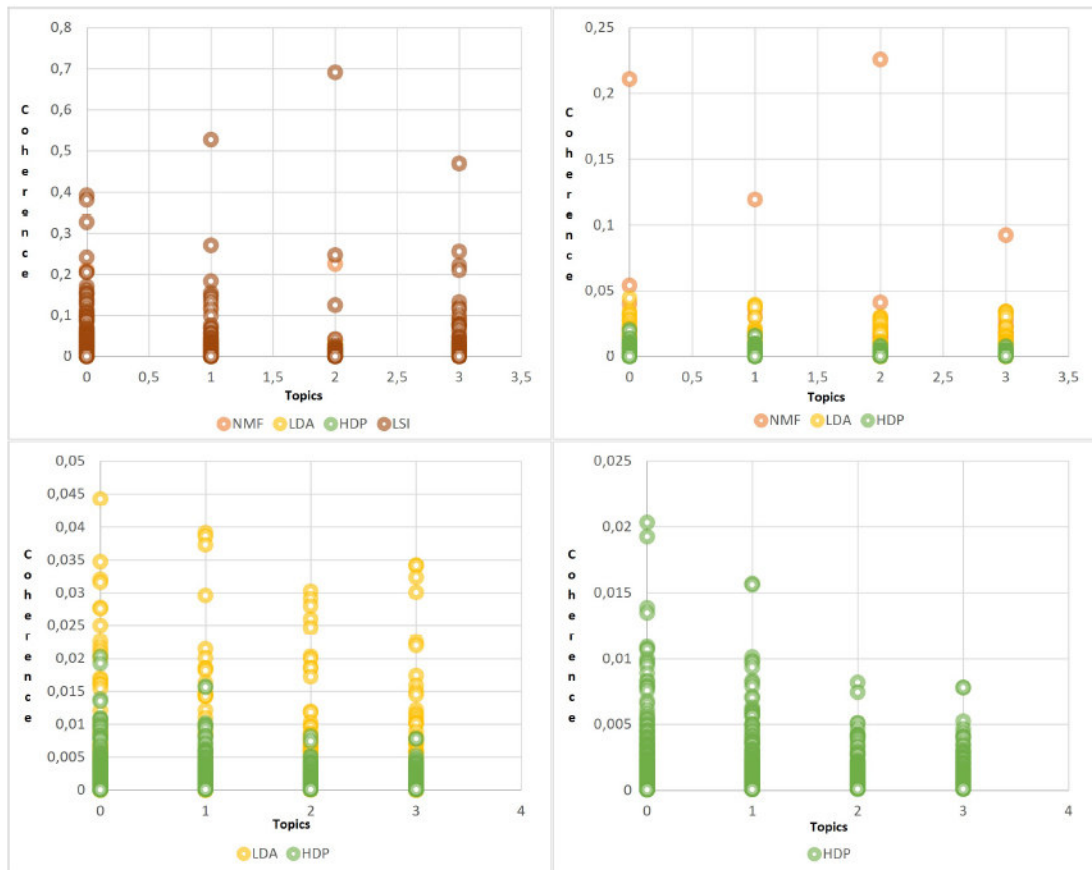 0,8
0,7
0,6
0,5
0,4
0,3
0,2
0,1
0
Coherence
0 0,5 1 1,5 2 2,5 3 3,5
Topics
NMF LDA HDP LSI
0,25
0,2
0,15
0,1
0,05
0
Coherence
0 0,5 1 1,5 2 2,5 3 3,5
Topics
NMF LDA HDP
0,05
0,045
0,04
0,035
0,03
0,025
0,02
0,015
0,01
0,005
0
Coherence
0 1 2 3 4
Topics
LDA HDP
0,025
0,02
0,015
0,01
0,005
0
Coherence
0 1 2 3 4
Topics
HDP